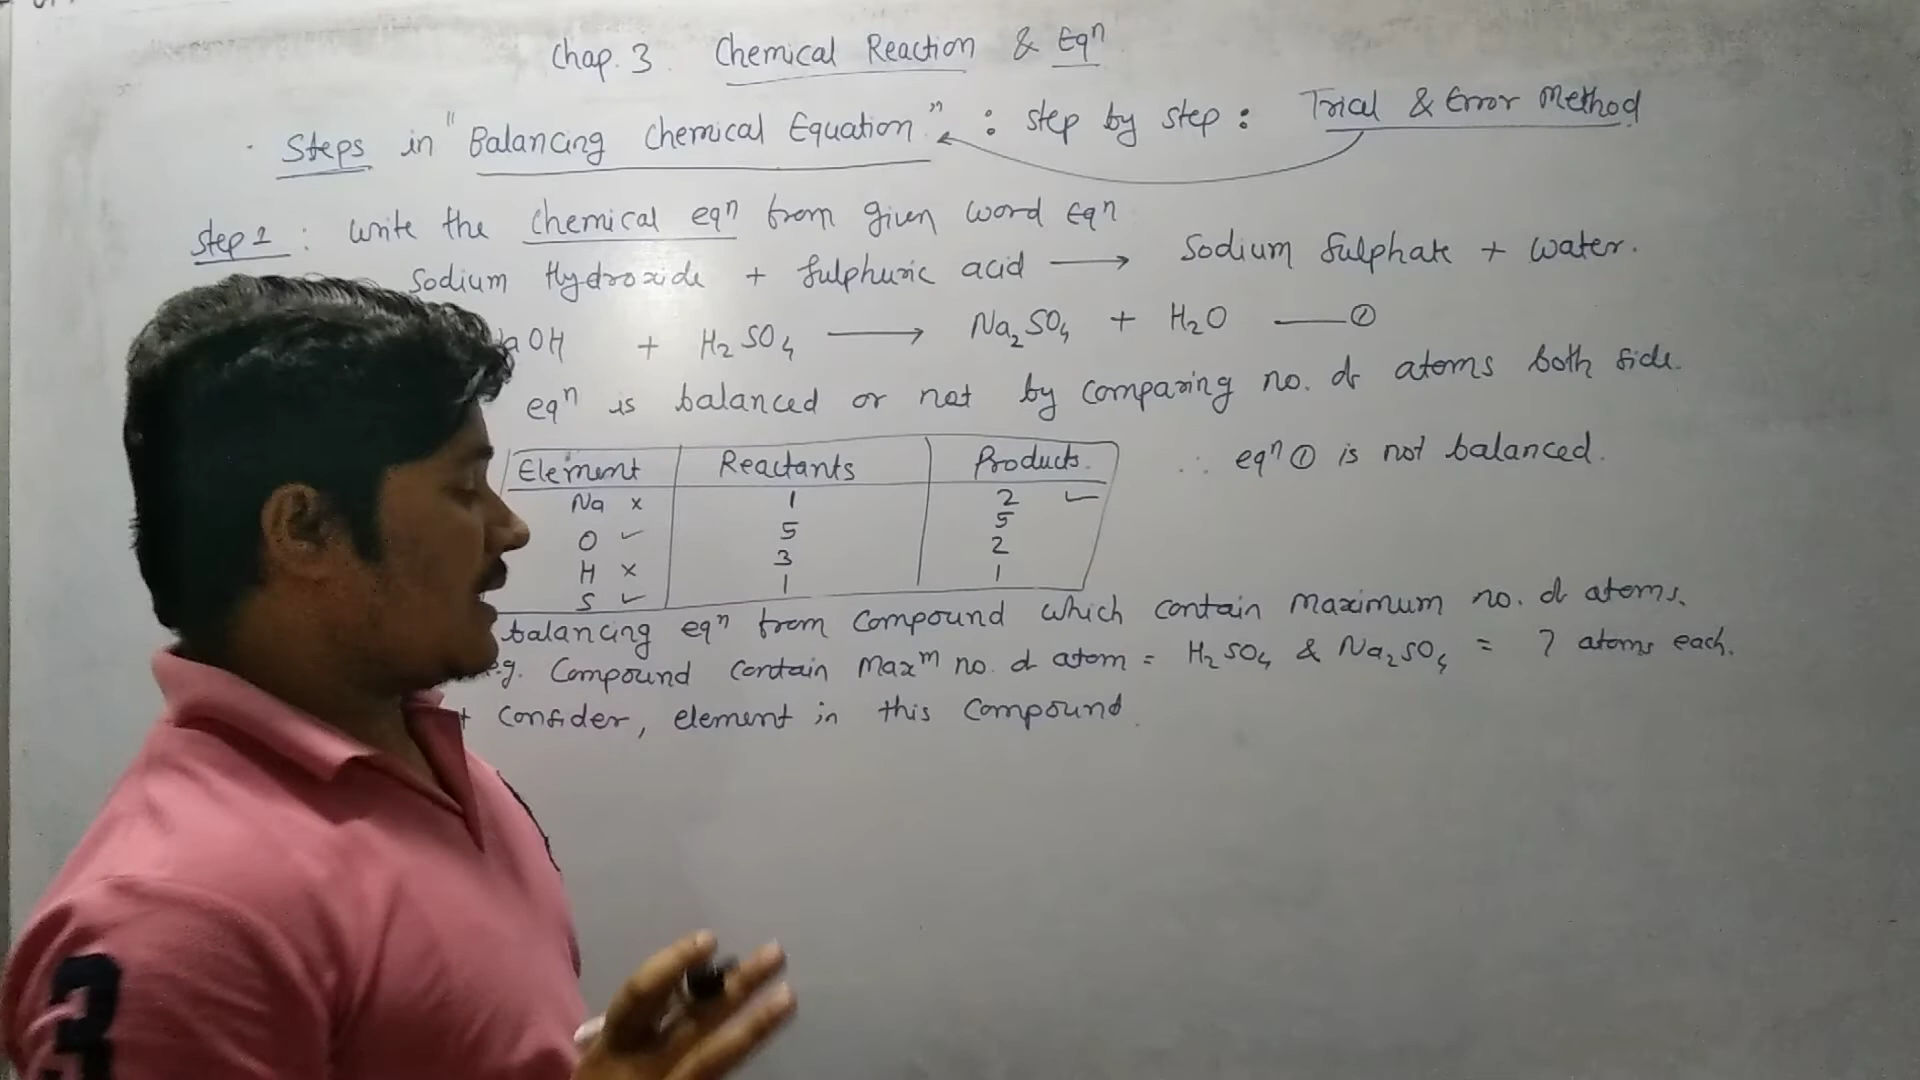 Chap. 3. Chemical Reaction & Eqⁿ
Steps in "Balancing Chemical Equation" : step by step : Trial & Error Method
Step 1 : Write the chemical eqⁿ from given word Eqⁿ
Sodium Hydroxide + Sulphuric acid ⟶ Sodium Sulphate + water.
aOH + H₂SO₄ ⟶ Na₂SO₄ + H₂O —①
eqⁿ is balanced or not by comparing no. of atoms both side.
Element Reactants Products.
Na × 1 2 ✓
O ✓ 5 5
H × 3 2
S ✓ 1 1
∴ eqⁿ ① is not balanced.
balancing eqⁿ from compound which contain maximum no. of atoms.
e.g. Compound contain Maxᵐ no. of atom = H₂SO₄ & Na₂SO₄ = 7 atoms each.
consider, element in this compound.
3